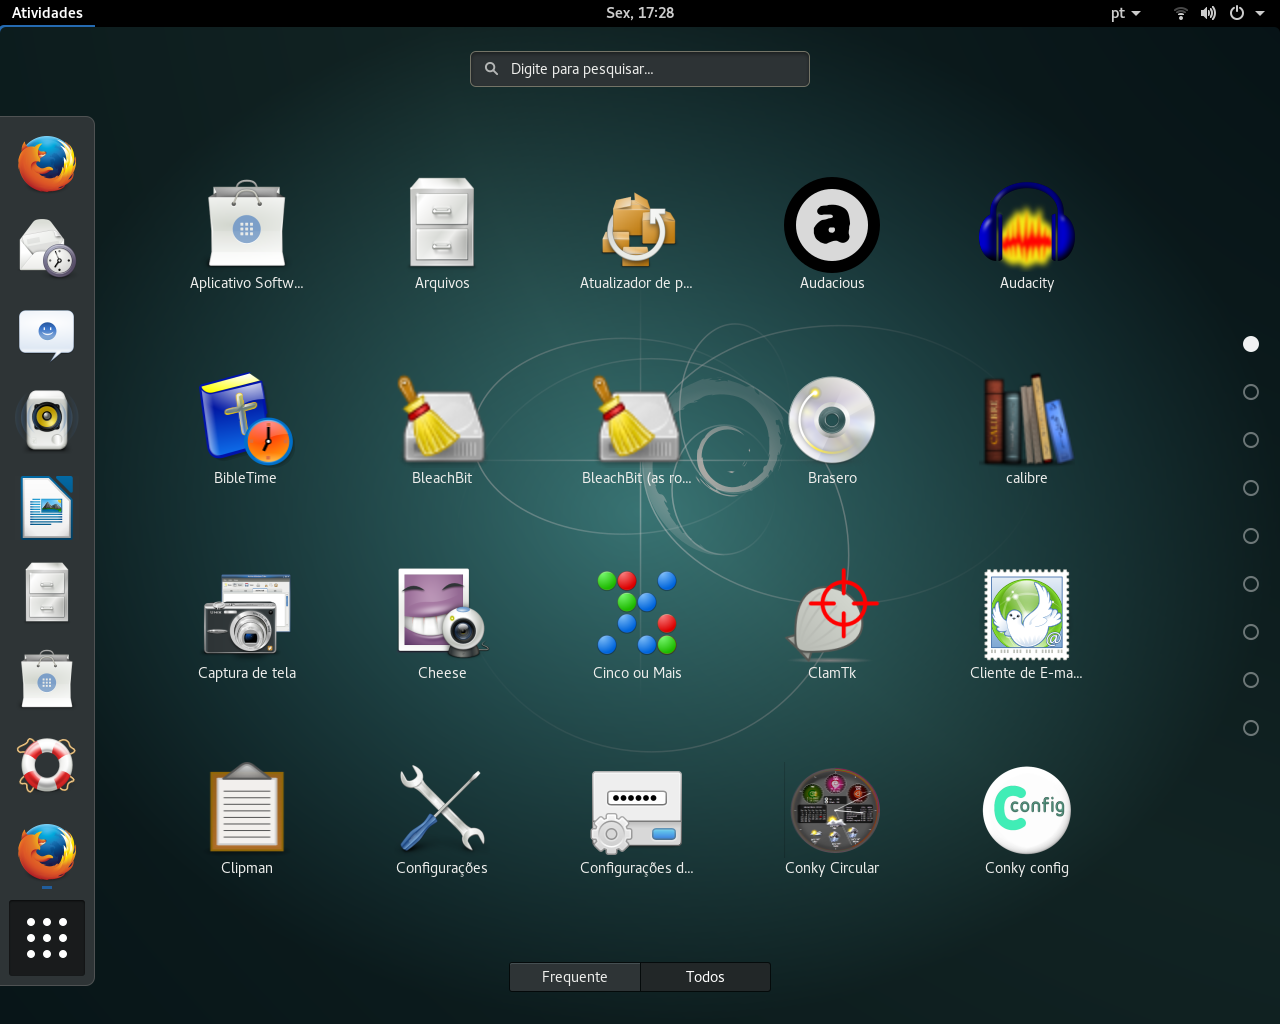 Atividades
Sex, 17:28
pt
Digite para pesquisar...
Aplicativo Softw...
Arquivos
Atualizador de p...
a
Audacious
Audacity
BibleTime
BleachBit
BleachBit (as ro...
Brasero
CALIBRE
calibre
Captura de tela
Cheese
Cinco ou Mais
ClamTk
@
Cliente de E-ma...
Clipman
Configurações
Configurações d...
Conky Circular
Cconfig
Conky config
Frequente
Todos